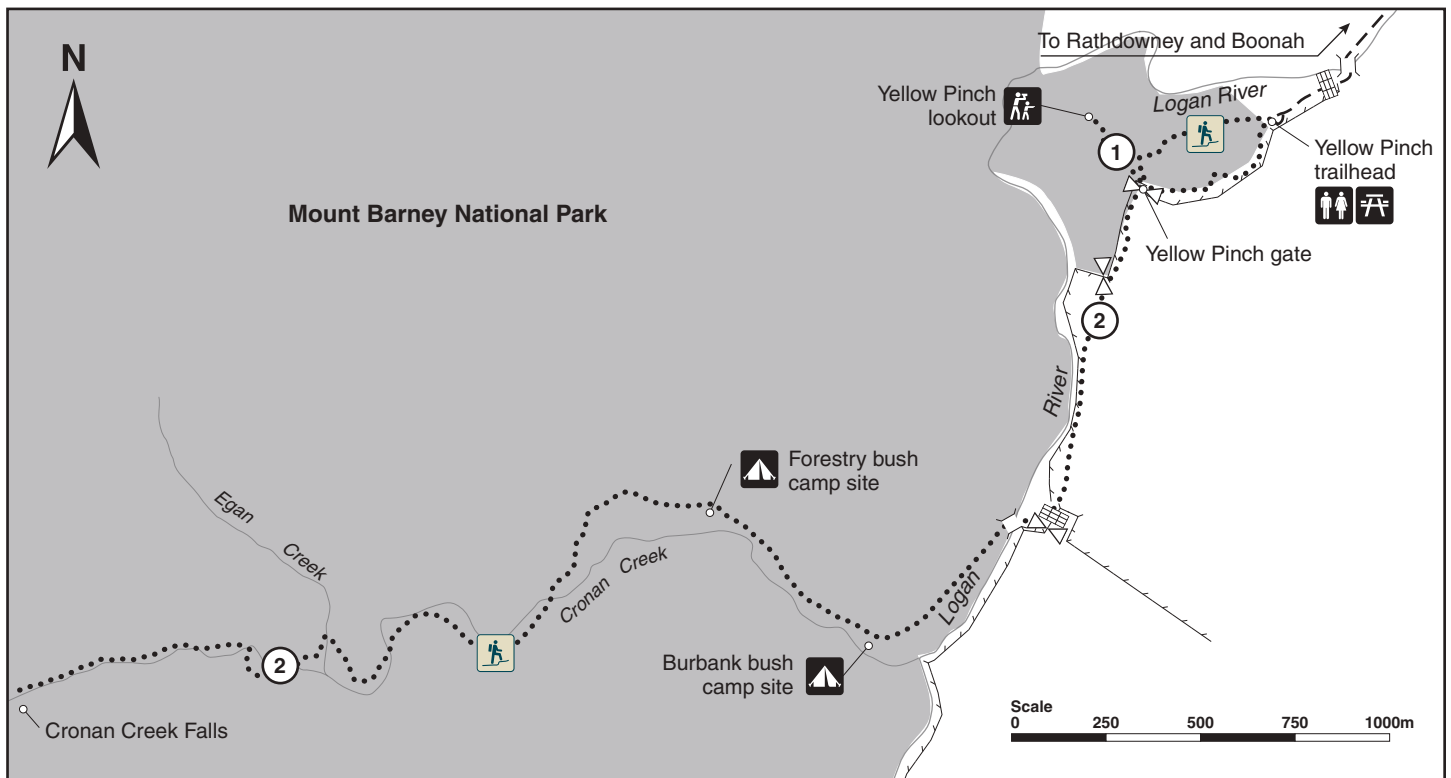 To Rathdowney and Boonah
N
Yellow Pinch
lookout
Logan River
1
Yellow Pinch
trailhead
Mount Barney National Park
Yellow Pinch gate
2
River
Forestry bush
camp site
Egan
Creek
Cronan Creek
Logan
2
Burbank bush
camp site
Cronan Creek Falls
Scale
0 250 500 750 1000m